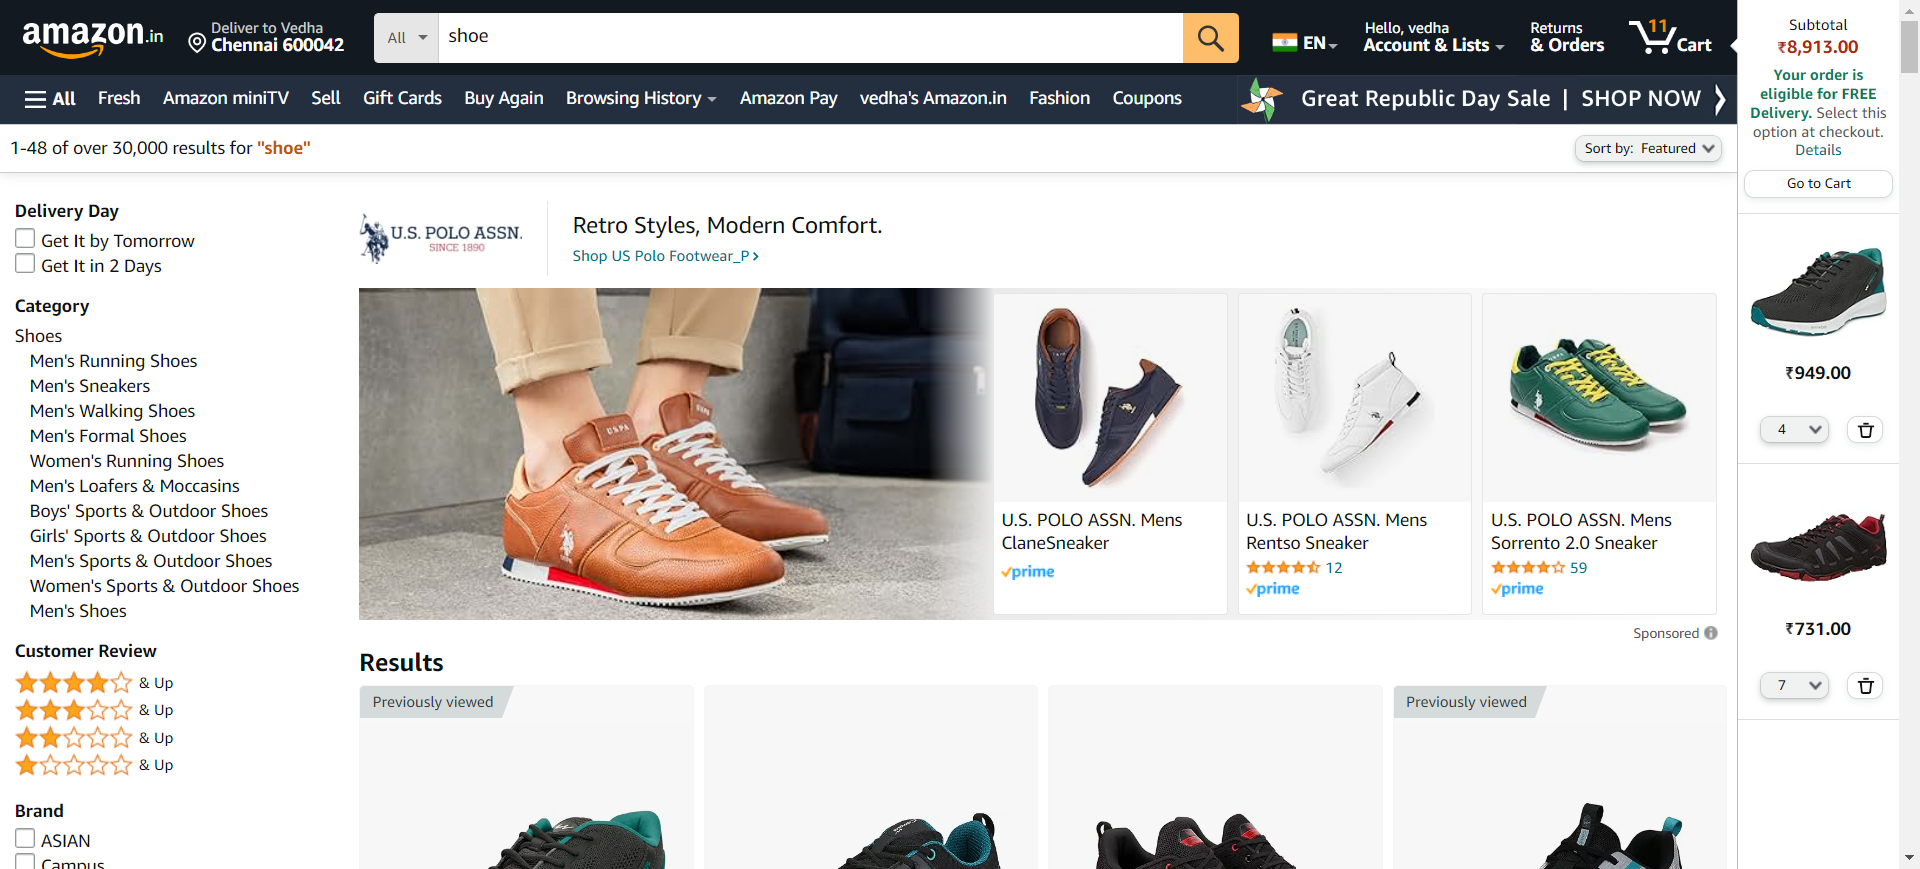 amazon.in
Deliver to Vedha
Chennai 600042
All
shoe
EN
Hello, vedha
Account & Lists
Returns
& Orders
11
Cart
All
Fresh
Amazon miniTV
Sell
Gift Cards
Buy Again
Browsing History
Amazon Pay
vedha's Amazon.in
Fashion
Coupons
Great Republic Day Sale | SHOP NOW
Subtotal
₹8,913.00
Your order is
eligible for FREE
Delivery. Select this
option at checkout.
Details
Go to Cart
₹949.00
4
₹731.00
7
1-48 of over 30,000 results for "shoe"
Sort by: Featured
Delivery Day
Get It by Tomorrow
Get It in 2 Days
Category
Shoes
Men's Running Shoes
Men's Sneakers
Men's Walking Shoes
Men's Formal Shoes
Women's Running Shoes
Men's Loafers & Moccasins
Boys' Sports & Outdoor Shoes
Girls' Sports & Outdoor Shoes
Men's Sports & Outdoor Shoes
Women's Sports & Outdoor Shoes
Men's Shoes
Customer Review
& Up
& Up
& Up
& Up
Brand
ASIAN
Campus
U.S. POLO ASSN.
SINCE 1890
Retro Styles, Modern Comfort.
Shop US Polo Footwear_P
USPA
U.S. POLO ASSN. Mens
ClaneSneaker
prime
U.S. POLO ASSN. Mens
Rentso Sneaker
12
prime
U.S. POLO ASSN. Mens
Sorrento 2.0 Sneaker
59
prime
Sponsored
Results
Previously viewed
Previously viewed